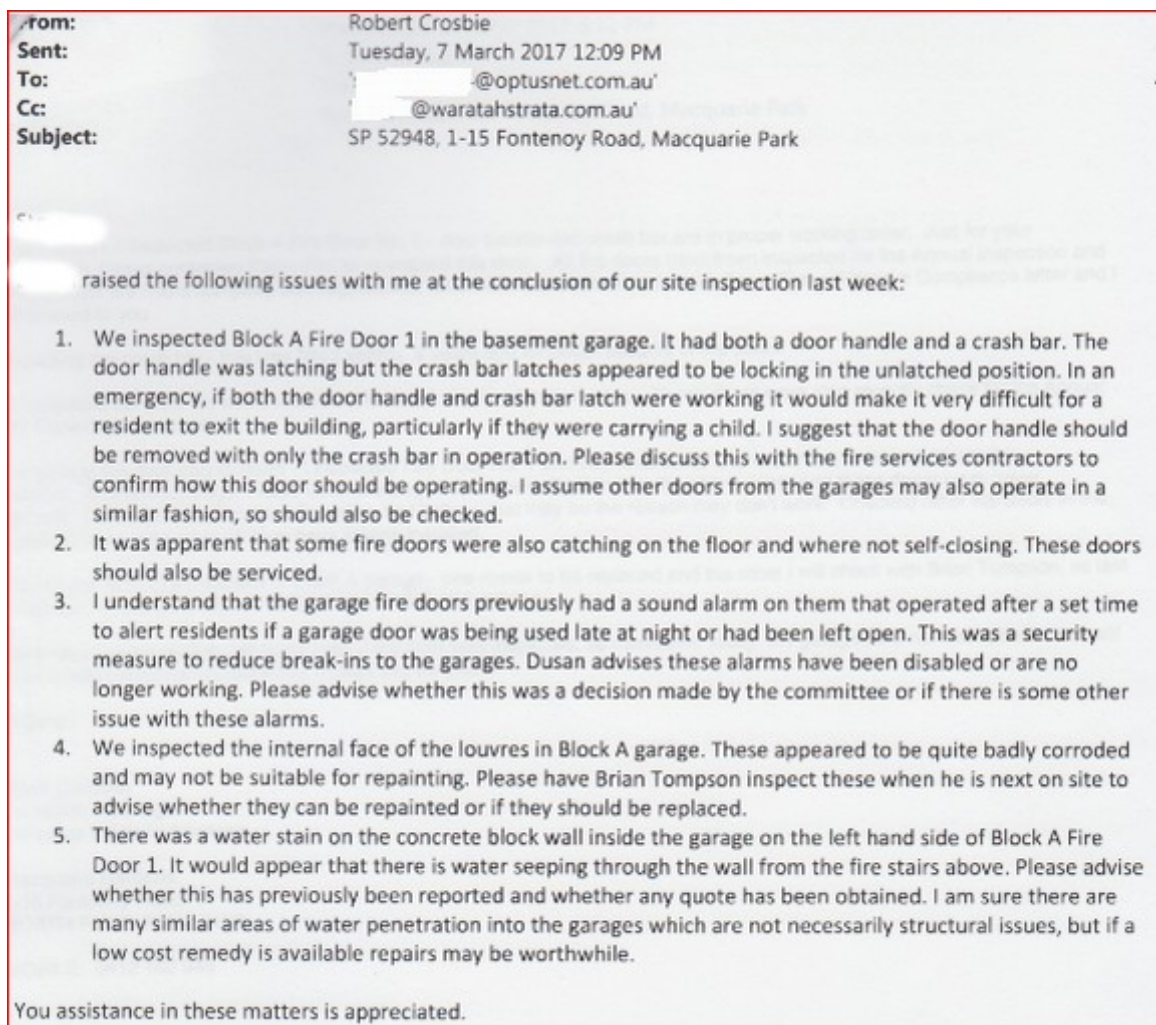 From: Robert Crosbie
Sent: Tuesday, 7 March 2017 12:09 PM
To: @optusnet.com.au'
Cc: @waratahstrata.com.au'
Subject: SP 52948, 1-15 Fontenoy Road, Macquarie Park
raised the following issues with me at the conclusion of our site inspection last week:
1. We inspected Block A Fire Door 1 in the basement garage. It had both a door handle and a crash bar. The
door handle was latching but the crash bar latches appeared to be locking in the unlatched position. In an
emergency, if both the door handle and crash bar latch were working it would make it very difficult for a
resident to exit the building, particularly if they were carrying a child. I suggest that the door handle should
be removed with only the crash bar in operation. Please discuss this with the fire services contractors to
confirm how this door should be operating. I assume other doors from the garages may also operate in a
similar fashion, so should also be checked.
2. It was apparent that some fire doors were also catching on the floor and where not self-closing. These doors
should also be serviced.
3. I understand that the garage fire doors previously had a sound alarm on them that operated after a set time
to alert residents if a garage door was being used late at night or had been left open. This was a security
measure to reduce break-ins to the garages. Dusan advises these alarms have been disabled or are no
longer working. Please advise whether this was a decision made by the committee or if there is some other
issue with these alarms.
4. We inspected the internal face of the louvres in Block A garage. These appeared to be quite badly corroded
and may not be suitable for repainting. Please have Brian Tompson inspect these when he is next on site to
advise whether they can be repainted or if they should be replaced.
5. There was a water stain on the concrete block wall inside the garage on the left hand side of Block A Fire
Door 1. It would appear that there is water seeping through the wall from the fire stairs above. Please advise
whether this has previously been reported and whether any quote has been obtained. I am sure there are
many similar areas of water penetration into the garages which are not necessarily structural issues, but if a
low cost remedy is available repairs may be worthwhile.
You assistance in these matters is appreciated.